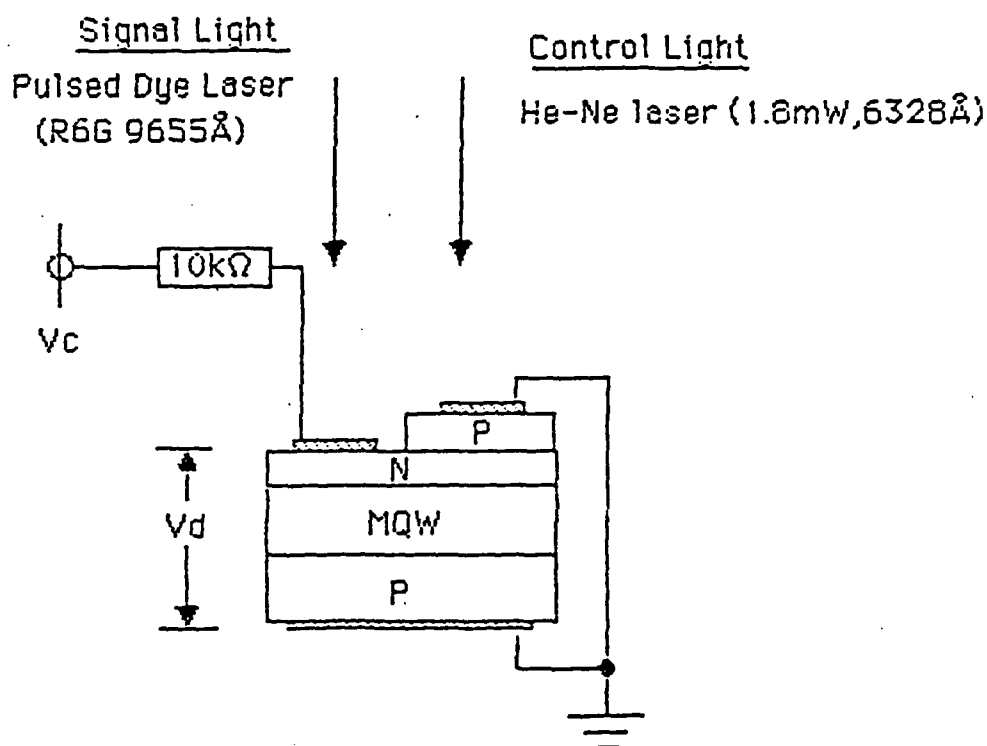 Signal Light
Pulsed Dye Laser
(R6G 9655Å)
Control Light
He-Ne laser (1.8mW,6328Å)
10kΩ
Vc
P
N
Vd
MQW
P